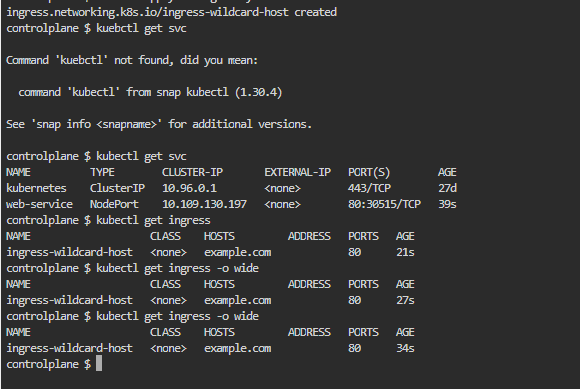 ingress.networking.k8s.io/ingress-wildcard-host created
controlplane $ kuebctl get svc
Command 'kuebctl' not found, did you mean:
command 'kubectl' from snap kubectl (1.30.4)
See 'snap info <snapname>' for additional versions.
controlplane $ kubectl get svc
NAME TYPE CLUSTER-IP EXTERNAL-IP PORT(S) AGE
kubernetes ClusterIP 10.96.0.1 <none> 443/TCP 27d
web-service NodePort 10.109.130.197 <none> 80:30515/TCP 39s
controlplane $ kubectl get ingress
NAME CLASS HOSTS ADDRESS PORTS AGE
ingress-wildcard-host <none> example.com 80 21s
controlplane $ kubectl get ingress -o wide
NAME CLASS HOSTS ADDRESS PORTS AGE
ingress-wildcard-host <none> example.com 80 27s
controlplane $ kubectl get ingress -o wide
NAME CLASS HOSTS ADDRESS PORTS AGE
ingress-wildcard-host <none> example.com 80 34s
controlplane $